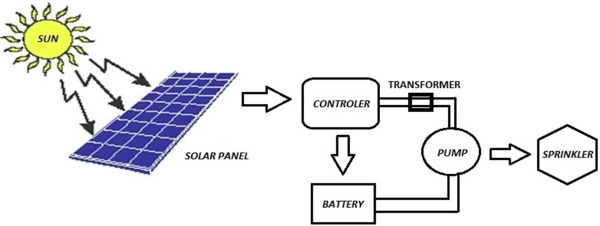 SUN
SOLAR PANEL
CONTROLER
TRANSFORMER
PUMP
SPRINKLER
BATTERY